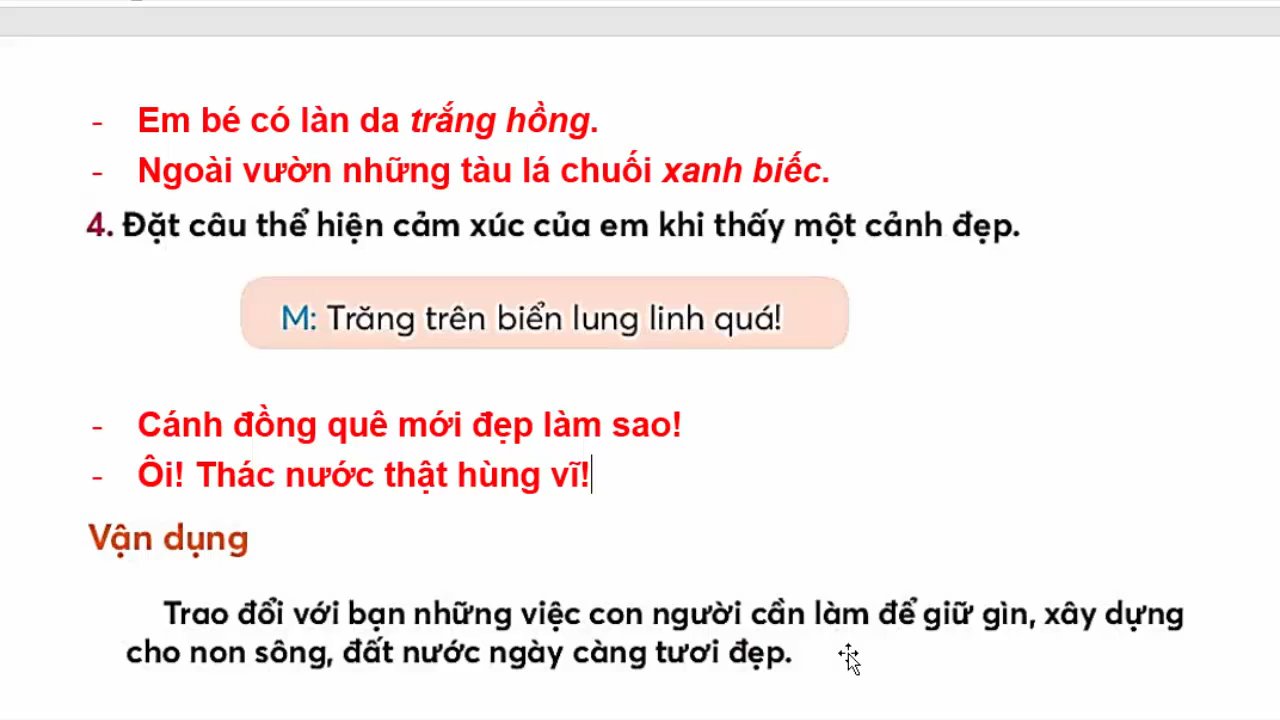 - Em bé có làn da trắng hồng.
- Ngoài vườn những tàu lá chuối xanh biếc.
4. Đặt câu thể hiện cảm xúc của em khi thấy một cảnh đẹp.
M: Trăng trên biển lung linh quá!
- Cánh đồng quê mới đẹp làm sao!
- Ôi! Thác nước thật hùng vĩ!
Vận dụng
Trao đổi với bạn những việc con người cần làm để giữ gìn, xây dựng
cho non sông, đất nước ngày càng tươi đẹp.